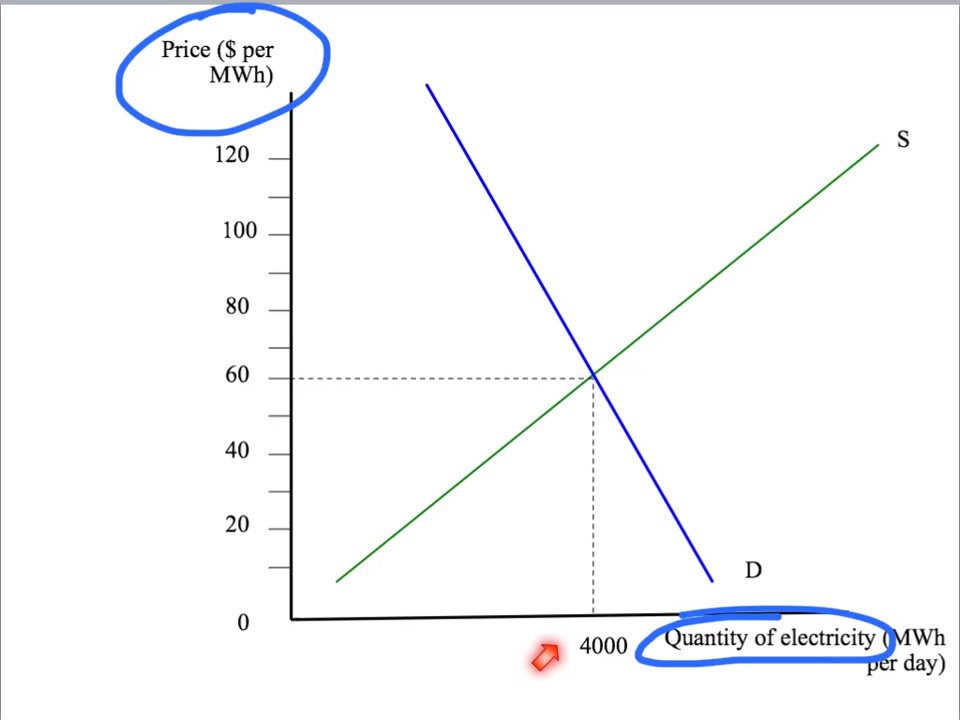 Price ($ per
MWh)
S
120
100
80
60
40
20
D
0
4000
Quantity of electricity (MWh
per day)